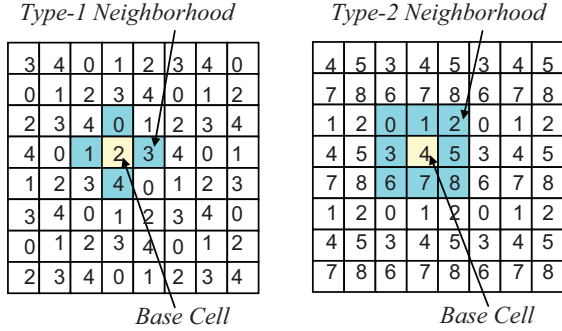 Type-1 Neighborhood
3 4 0 1 2 3 4 0
0 1 2 3 4 0 1 2
2 3 4 0 1 2 3 4
4 0 1 2 3 4 0 1
1 2 3 4 0 1 2 3
3 4 0 1 2 3 4 0
0 1 2 3 4 0 1 2
2 3 4 0 1 2 3 4
Base Cell
Type-2 Neighborhood
4 5 3 4 5 3 4 5
7 8 6 7 8 6 7 8
1 2 0 1 2 0 1 2
4 5 3 4 5 3 4 5
7 8 6 7 8 6 7 8
1 2 0 1 2 0 1 2
4 5 3 4 5 3 4 5
7 8 6 7 8 6 7 8
Base Cell